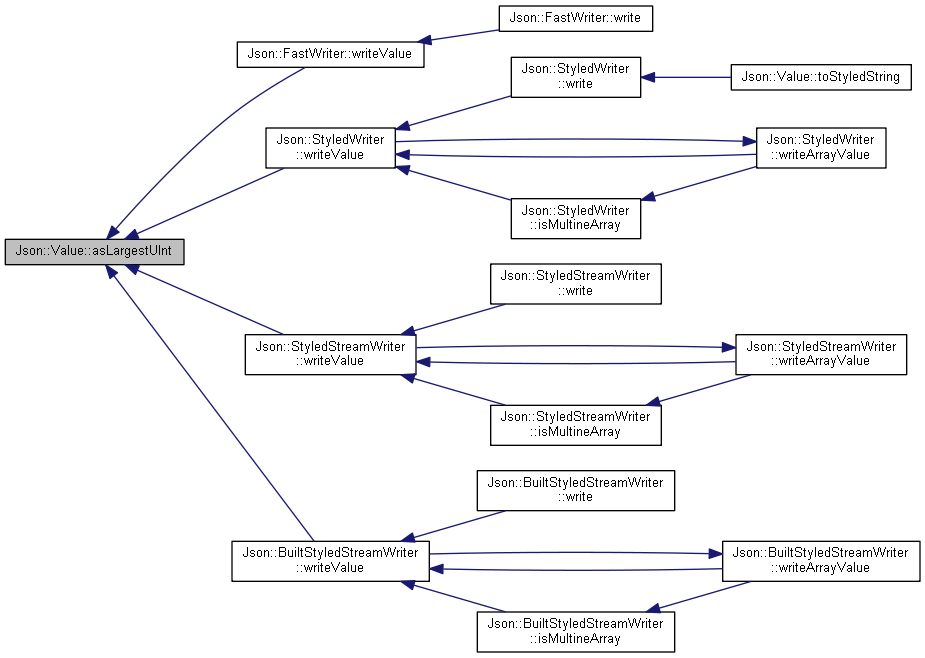 Json::FastWriter::write
Json::FastWriter::writeValue
Json::StyledWriter
::write
Json::Value::toStyledString
Json::StyledWriter
::writeValue
Json::StyledWriter
::writeArrayValue
Json::StyledWriter
::isMultineArray
Json::Value::asLargestUInt
Json::StyledStreamWriter
::write
Json::StyledStreamWriter
::writeValue
Json::StyledStreamWriter
::writeArrayValue
Json::StyledStreamWriter
::isMultineArray
Json::BuiltStyledStreamWriter
::write
Json::BuiltStyledStreamWriter
::writeValue
Json::BuiltStyledStreamWriter
::writeArrayValue
Json::BuiltStyledStreamWriter
::isMultineArray